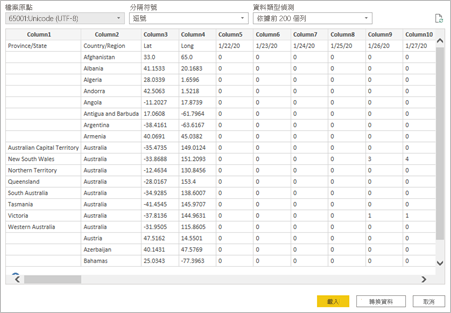 檔案原點 分隔符號 資料類型偵測
65001:Unicode (UTF-8) 逗號 依據前 200 個列
Column1 Column2 Column3 Column4 Column5 Column6 Column7 Column8 Column9 Column10
Province/State Country/Region Lat Long 1/22/20 1/23/20 1/24/20 1/25/20 1/26/20 1/27/20
Afghanistan 33.0 65.0 0 0 0 0 0 0
Albania 41.1533 20.1683 0 0 0 0 0 0
Algeria 28.0339 1.6596 0 0 0 0 0 0
Andorra 42.5063 1.5218 0 0 0 0 0 0
Angola -11.2027 17.8739 0 0 0 0 0 0
Antigua and Barbuda 17.0608 -61.7964 0 0 0 0 0 0
Argentina -38.4161 -63.6167 0 0 0 0 0 0
Armenia 40.0691 45.0382 0 0 0 0 0 0
Australian Capital Territory Australia -35.4735 149.0124 0 0 0 0 0 0
New South Wales Australia -33.8688 151.2093 0 0 0 0 3 4
Northern Territory Australia -12.4634 130.8456 0 0 0 0 0 0
Queensland Australia -28.0167 153.4 0 0 0 0 0 0
South Australia Australia -34.9285 138.6007 0 0 0 0 0 0
Tasmania Australia -41.4545 145.9707 0 0 0 0 0 0
Victoria Australia -37.8136 144.9631 0 0 0 0 1 1
Western Australia Australia -31.9505 115.8605 0 0 0 0 0 0
Austria 47.5162 14.5501 0 0 0 0 0 0
Azerbaijan 40.1431 47.5769 0 0 0 0 0 0
Bahamas 25.0343 -77.3963 0 0 0 0 0 0
載入 轉換資料 取消